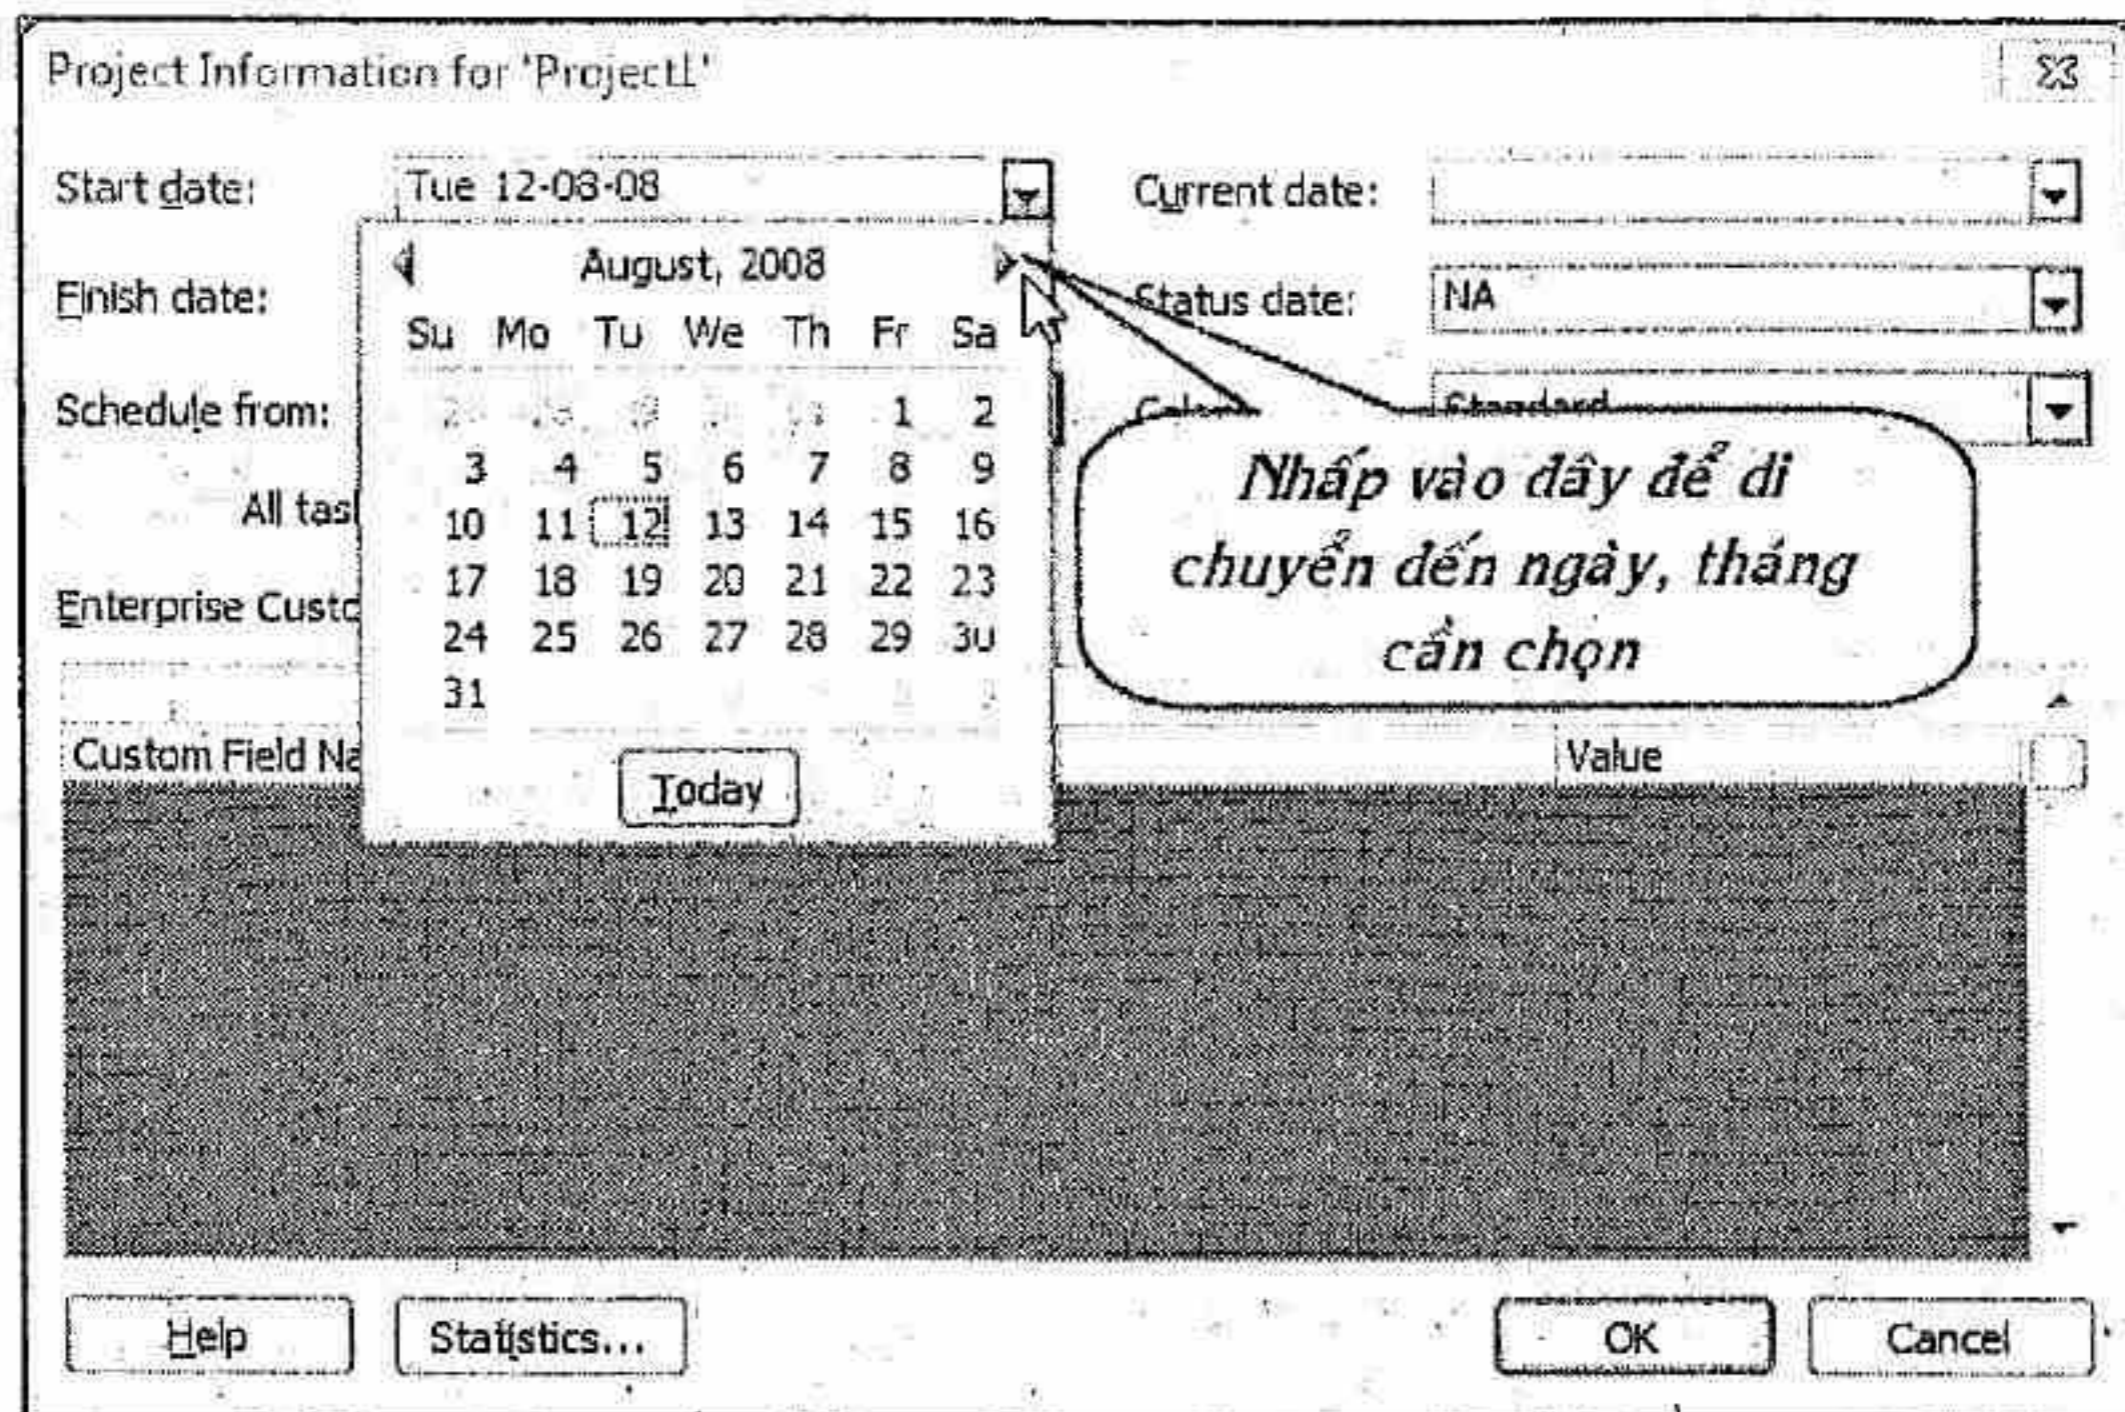 Project Information for 'Project1'
Start date: Tue 12-08-08 Current date:
Finish date: Status date: NA
Schedule from: Standard
All tas
Enterprise Custo
August, 2008
Su Mo Tu We Th Fr Sa
1 2
3 4 5 6 7 8 9
10 11 12 13 14 15 16
17 18 19 20 21 22 23
24 25 26 27 28 29 30
31
Today
Nhấp vào đây để di
chuyển đến ngày, tháng
cần chọn
Custom Field Na Value
Help Statistics... OK Cancel